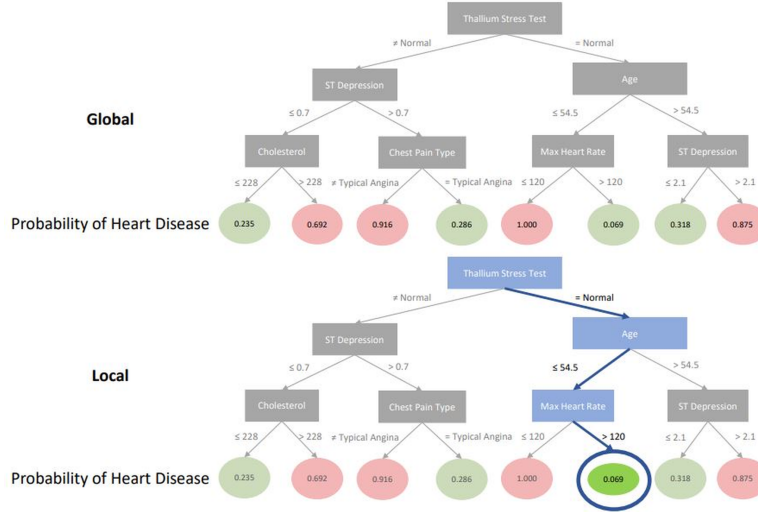 Thallium Stress Test
≠ Normal = Normal
ST Depression Age
≤ 0.7 > 0.7 ≤ 54.5 > 54.5
Global
Cholesterol Chest Pain Type Max Heart Rate ST Depression
≤ 228 > 228 ≠ Typical Angina = Typical Angina ≤ 120 > 120 ≤ 2.1 > 2.1
Probability of Heart Disease 0.235 0.692 0.916 0.286 1.000 0.069 0.318 0.875
Thallium Stress Test
≠ Normal = Normal
ST Depression Age
≤ 0.7 > 0.7 ≤ 54.5 > 54.5
Local
Cholesterol Chest Pain Type Max Heart Rate ST Depression
≤ 228 > 228 ≠ Typical Angina = Typical Angina ≤ 120 > 120 ≤ 2.1 > 2.1
Probability of Heart Disease 0.235 0.692 0.916 0.286 1.000 0.069 0.318 0.875